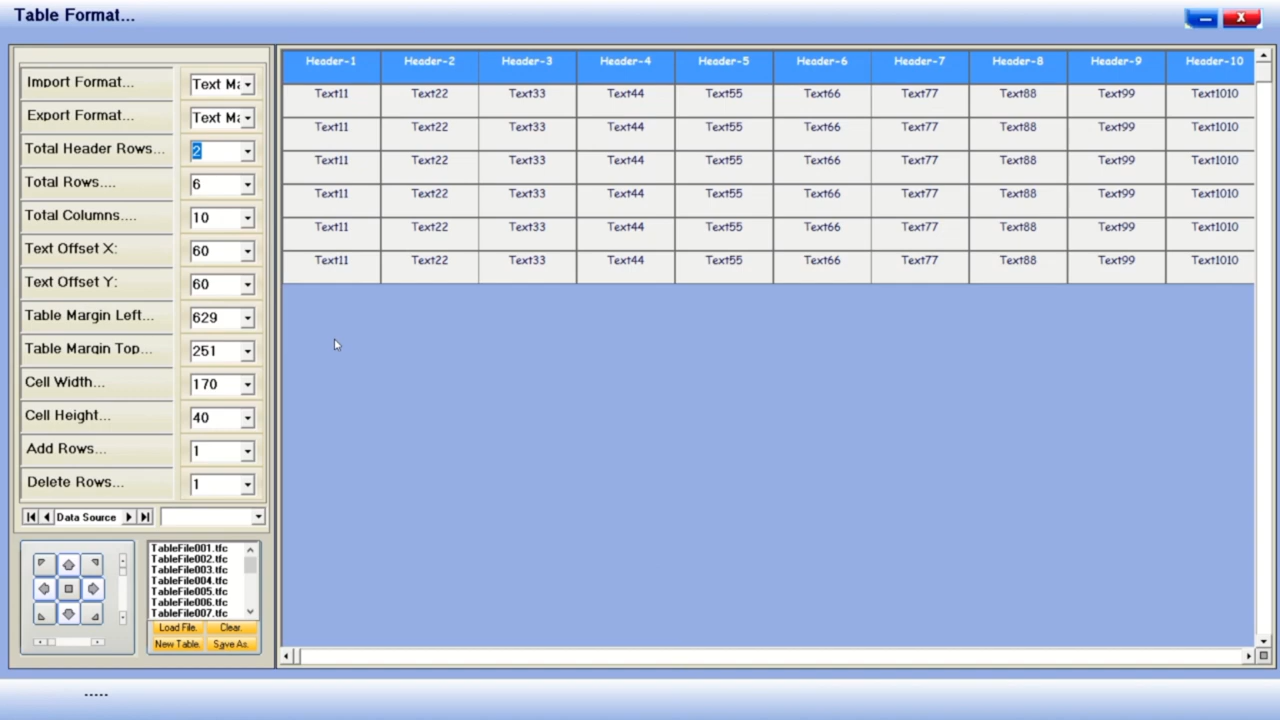 Table Format...
X
Import Format... Text Ma
Export Format... Text Ma
Total Header Rows... 2
Total Rows.... 6
Total Columns.... 10
Text Offset X: 60
Text Offset Y: 60
Table Margin Left... 629
Table Margin Top... 251
Cell Width... 170
Cell Height... 40
Add Rows... 1
Delete Rows... 1
Data Source
TableFile001.tfc
TableFile002.tfc
TableFile003.tfc
TableFile004.tfc
TableFile005.tfc
TableFile006.tfc
TableFile007.tfc
Load File. Clear.
New Table. Save As.
Header-1 Header-2 Header-3 Header-4 Header-5 Header-6 Header-7 Header-8 Header-9 Header-10
Text11 Text22 Text33 Text44 Text55 Text66 Text77 Text88 Text99 Text1010
Text11 Text22 Text33 Text44 Text55 Text66 Text77 Text88 Text99 Text1010
Text11 Text22 Text33 Text44 Text55 Text66 Text77 Text88 Text99 Text1010
Text11 Text22 Text33 Text44 Text55 Text66 Text77 Text88 Text99 Text1010
Text11 Text22 Text33 Text44 Text55 Text66 Text77 Text88 Text99 Text1010
Text11 Text22 Text33 Text44 Text55 Text66 Text77 Text88 Text99 Text1010
.....